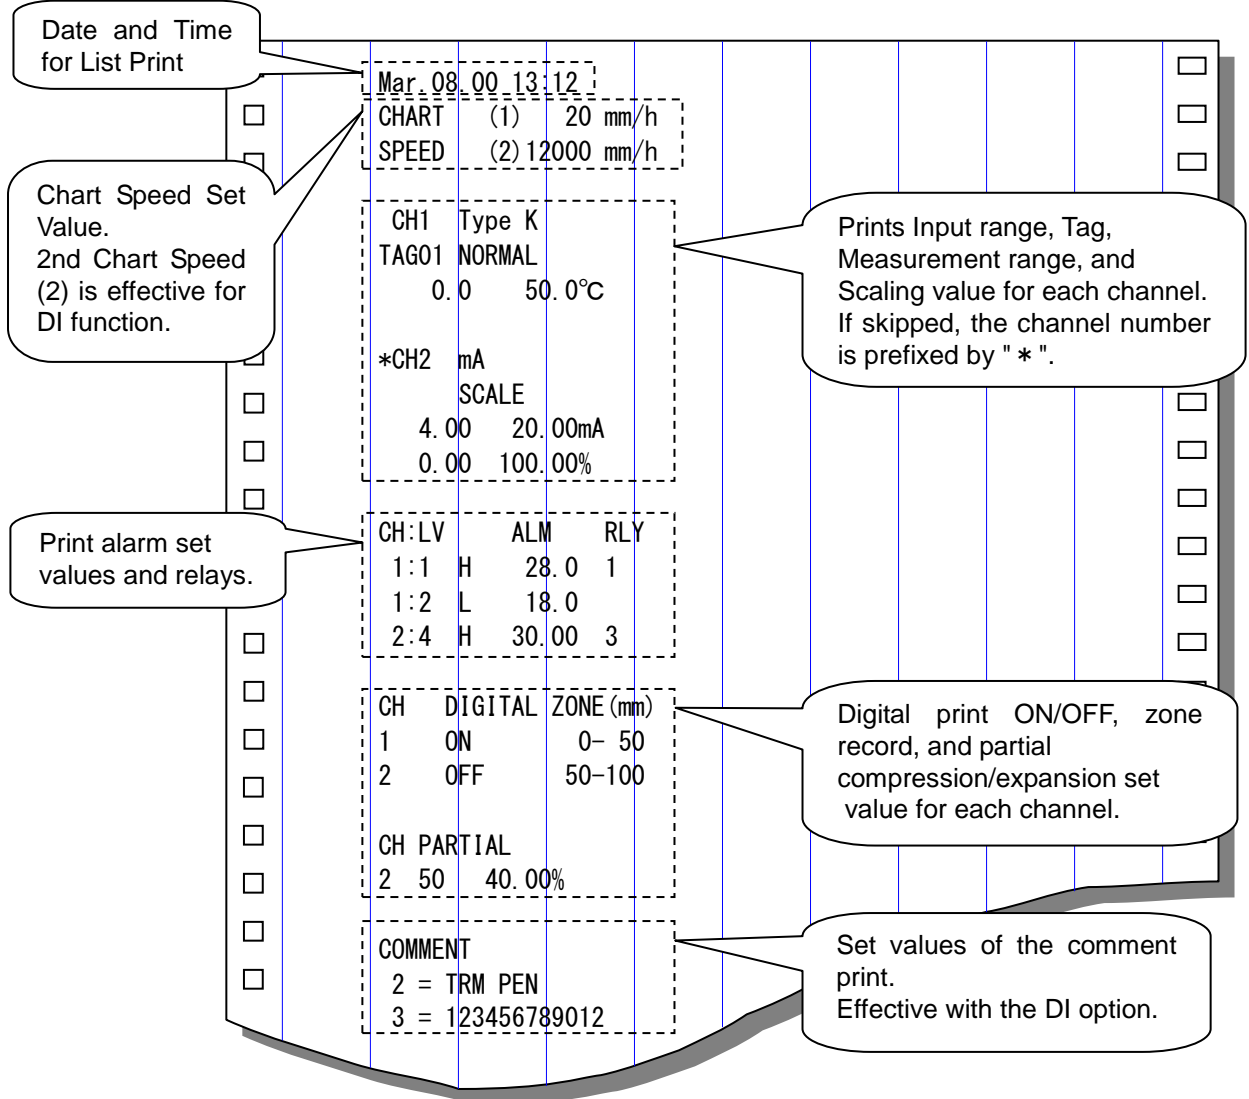 Date and Time
for List Print
Mar.08.00 13:12
CHART (1) 20 mm/h
SPEED (2)12000 mm/h
Chart Speed Set
Value.
2nd Chart Speed
(2) is effective for
DI function.
CH1 Type K
TAG01 NORMAL
0.0 50.0℃
*CH2 mA
SCALE
4.00 20.00mA
0.00 100.00%
Prints Input range, Tag,
Measurement range, and
Scaling value for each channel.
If skipped, the channel number
is prefixed by "*".
Print alarm set
values and relays.
CH:LV ALM RLY
1:1 H 28.0 1
1:2 L 18.0
2:4 H 30.00 3
CH DIGITAL ZONE(mm)
1 ON 0- 50
2 OFF 50-100
CH PARTIAL
2 50 40.00%
Digital print ON/OFF, zone
record, and partial
compression/expansion set
value for each channel.
COMMENT
2 = TRM PEN
3 = 123456789012
Set values of the comment
print.
Effective with the DI option.